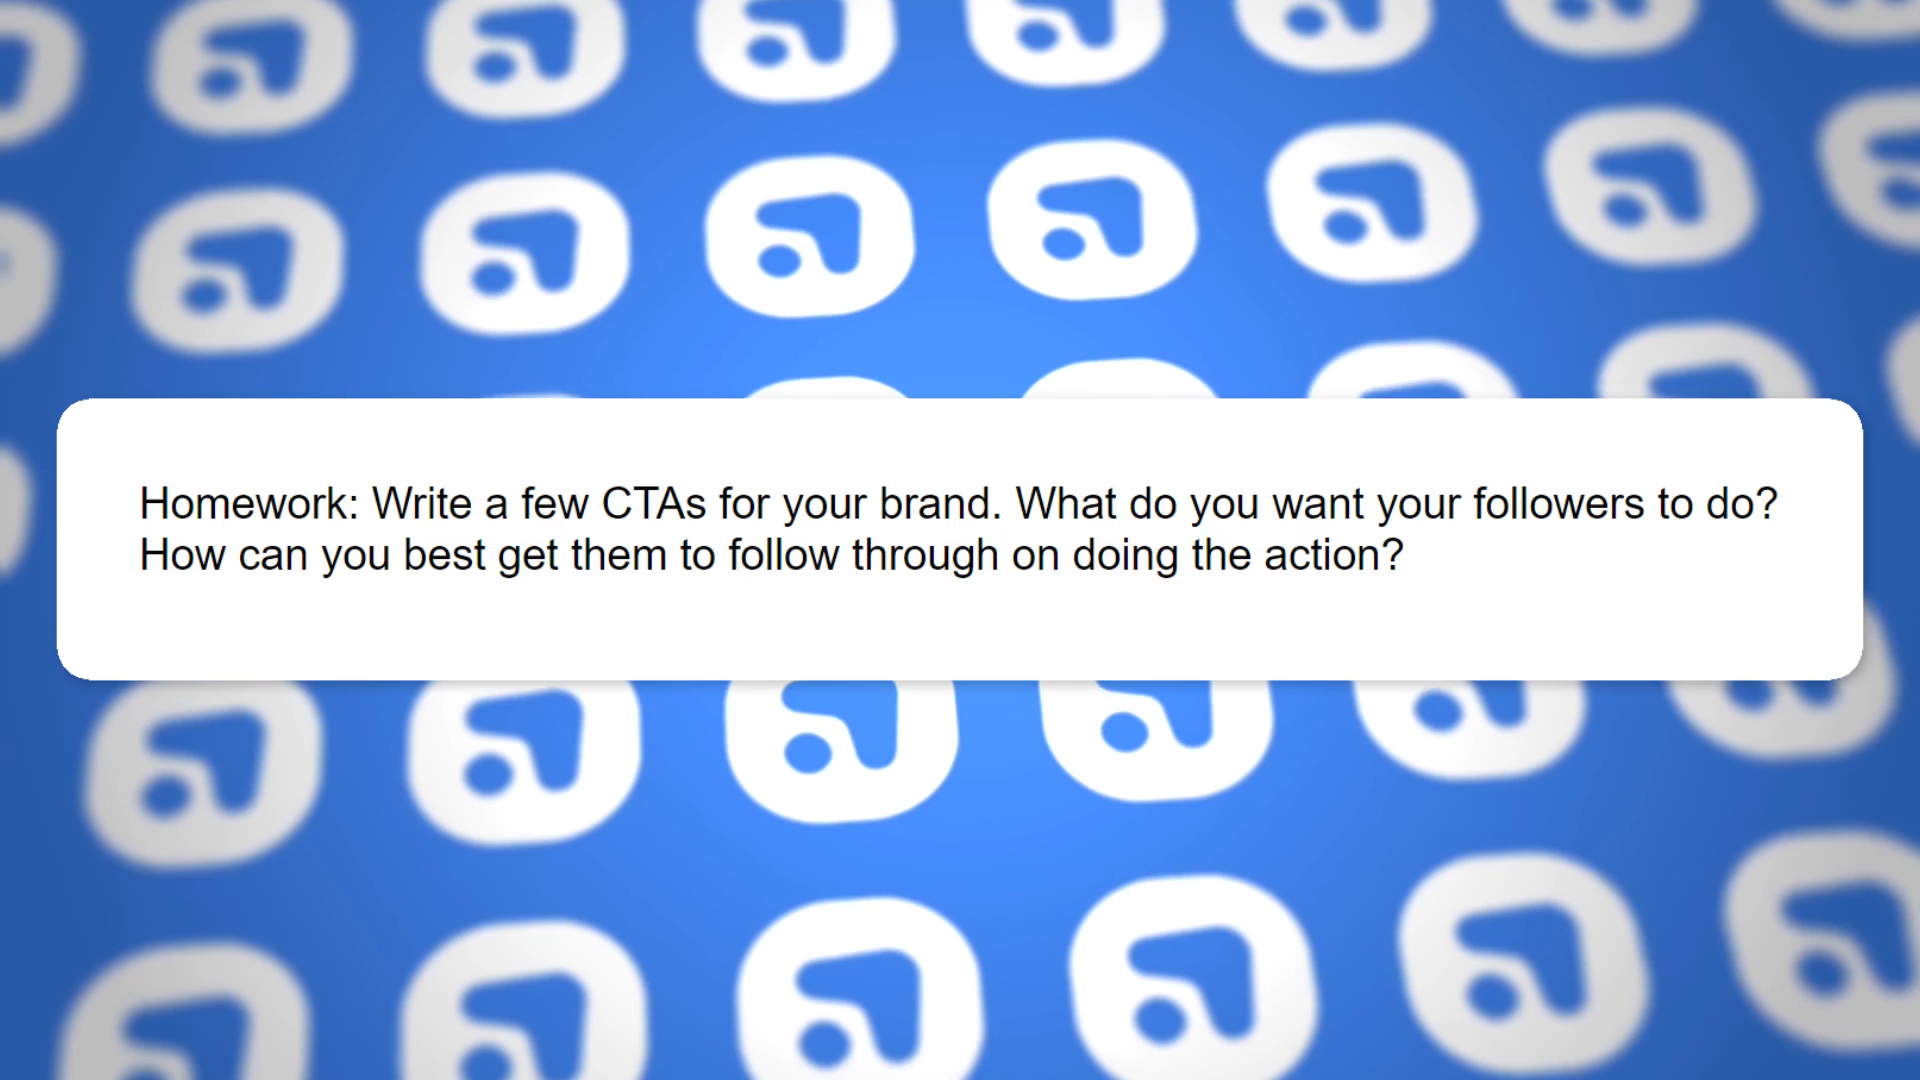 Homework: Write a few CTAs for your brand. What do you want your followers to do?
How can you best get them to follow through on doing the action?